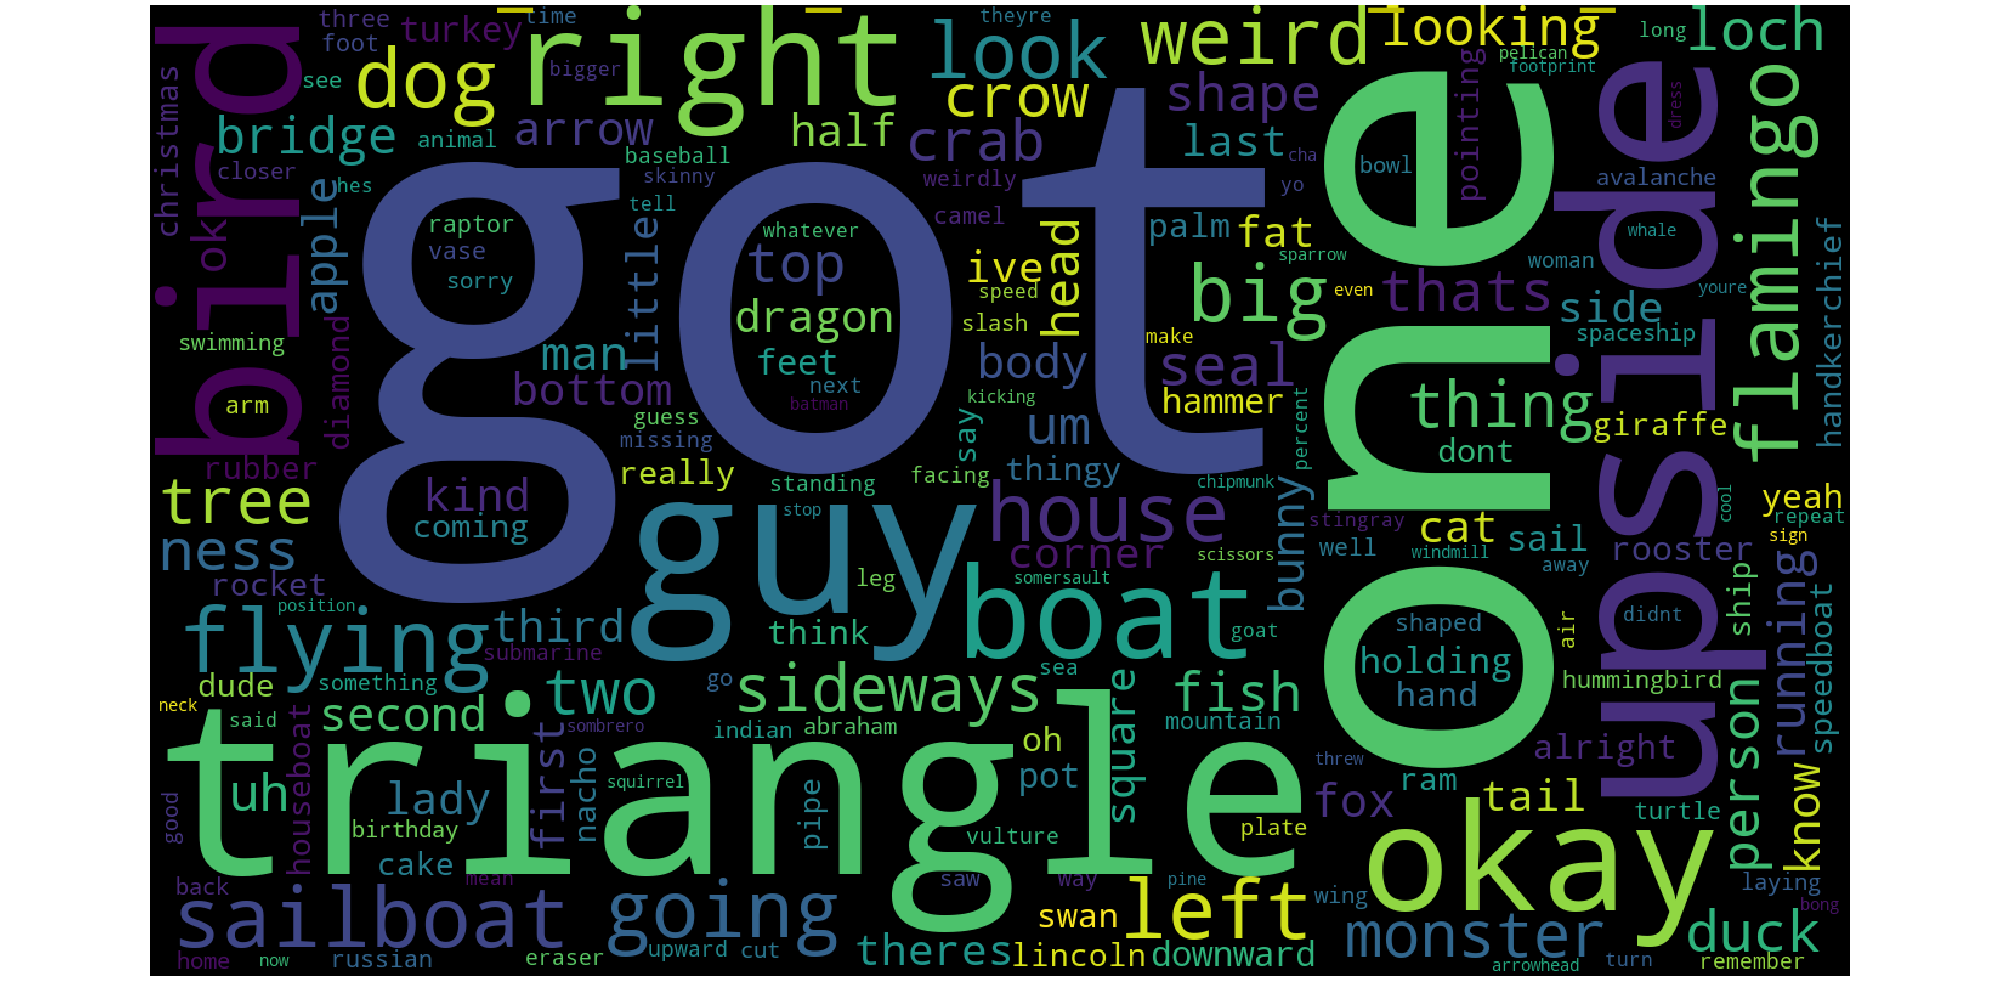 got
one
triangle
guy
upside
bird
right
okay
boat
flamingo
sailboat
flying
house
going
sideways
left
weird
look
looking
loch
dog
crow
shape
crab
arrow
half
bridge
last
turkey
three
foot
time
theyre
long
pelican
footprint
bigger
see
christmas
animal
closer
hes
apple
ok
baseball
skinny
tell
weirdly
camel
cha
yo
bowl
pointing
dress
avalanche
palm
fat
ive
head
speed
slash
raptor
vase
sorry
whatever
top
dragon
feet
next
batman
little
man
bottom
guess
missing
body
kicking
make
big
sparrow
even
thats
side
woman
whale
youre
spaceship
handkerchief
seal
hammer
thing
dont
giraffe
swimming
diamond
arm
rubber
tree
ness
rocket
position
kind
coming
really
standing
stop
facing
say
um
thingy
corner
chipmunk
percent
bunny
scissors
stingray
well
cat
windmill
sail
away
rooster
cool
yeah
repeat
sign
leg
somersault
think
goat
third
submarine
dude
something
neck
said
second
two
sombrero
go
indian
abraham
sea
oh
pot
square
fish
mountain
shaped
holding
hand
air
didnt
hummingbird
ship
running
speedboat
person
threw
alright
ram
fox
tail
turtle
know
uh
houseboat
lady
first
nacho
squirrel
good
birthday
cake
pipe
vulture
plate
back
mean
saw
way
pine
wing
laying
bong
swan
monster
duck
home
now
russian
eraser
upward
cut
theres
lincoln
downward
arrowhead
turn
remember